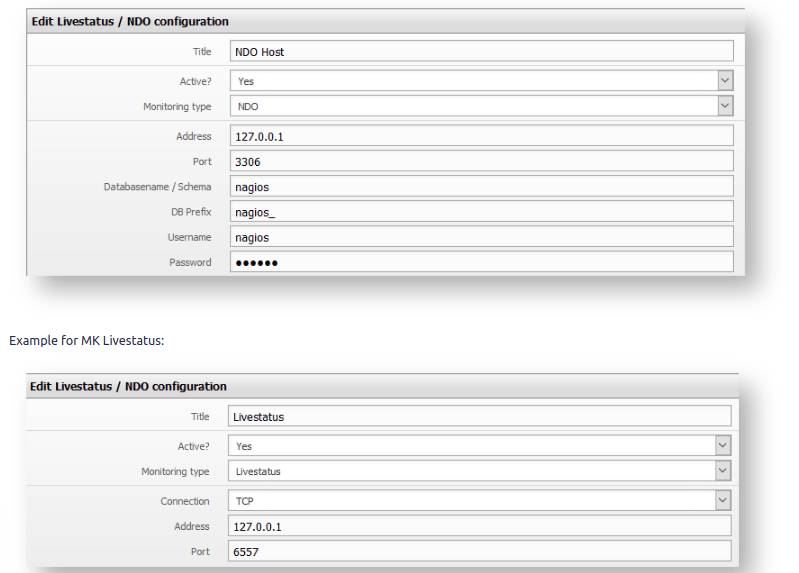 Edit Livestatus / NDO configuration
Title NDO Host
Active? Yes
Monitoring type NDO
Address 127.0.0.1
Port 3306
Databasename / Schema nagios
DB Prefix nagios_
Username nagios
Password ●●●●●●
Example for MK Livestatus:
Edit Livestatus / NDO configuration
Title Livestatus
Active? Yes
Monitoring type Livestatus
Connection TCP
Address 127.0.0.1
Port 6557